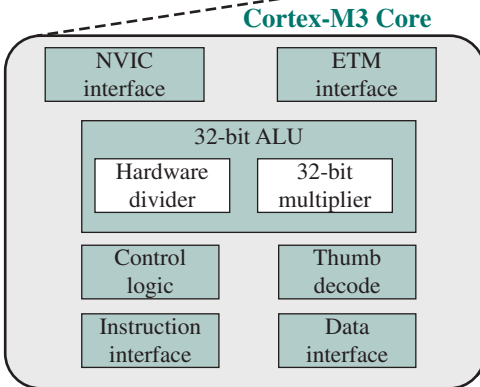 Cortex-M3 Core
NVIC
interface
ETM
interface
32-bit ALU
Hardware
divider
32-bit
multiplier
Control
logic
Thumb
decode
Instruction
interface
Data
interface